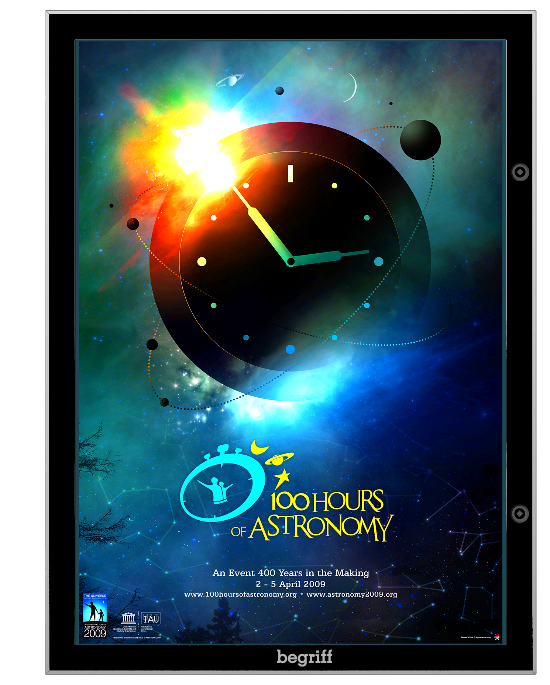 100 HOURS
OF ASTRONOMY
An Event 400 Years in the Making
2 - 5 April 2009
www.100hoursofastronomy.org • www.astronomy2009.org
2009
IAU
begriff